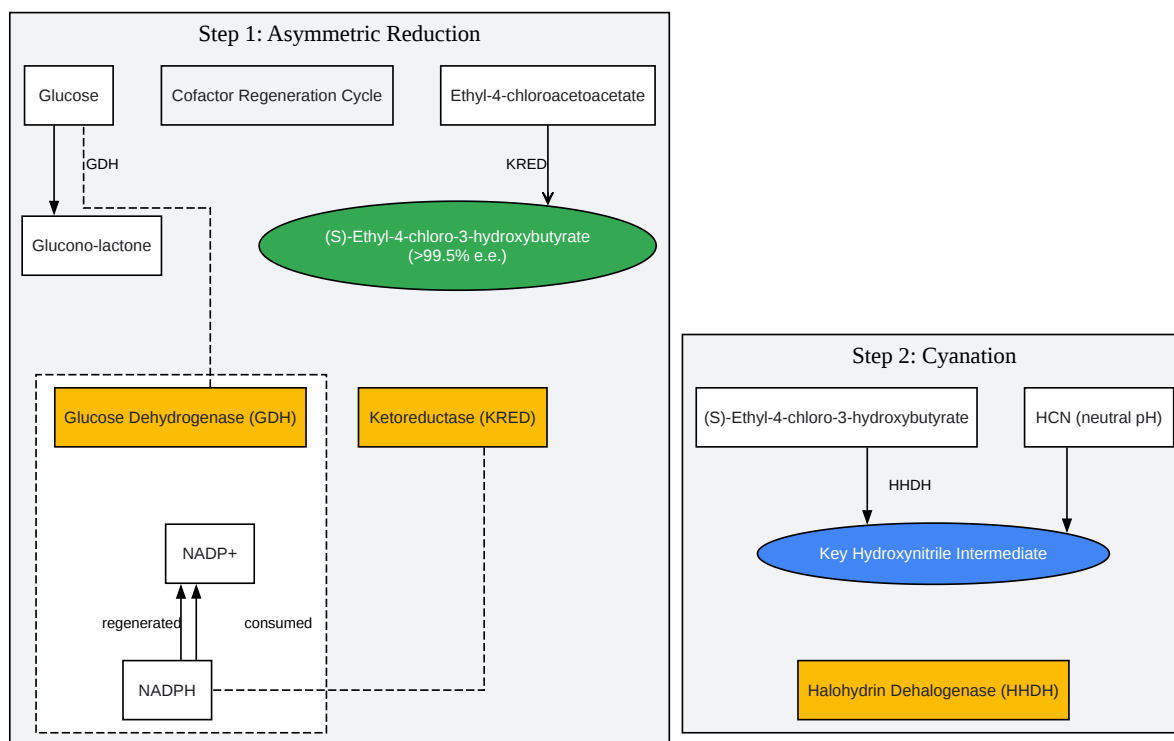 Step 1: Asymmetric Reduction
Glucose
Cofactor Regeneration Cycle
Ethyl-4-chloroacetoacetate
GDH
KRED
Glucono-lactone
(S)-Ethyl-4-chloro-3-hydroxybutyrate
(>99.5% e.e.)
Glucose Dehydrogenase (GDH)
Ketoreductase (KRED)
NADP+
regenerated
consumed
NADPH
Step 2: Cyanation
(S)-Ethyl-4-chloro-3-hydroxybutyrate
HCN (neutral pH)
HHDH
Key Hydroxynitrile Intermediate
Halohydrin Dehalogenase (HHDH)